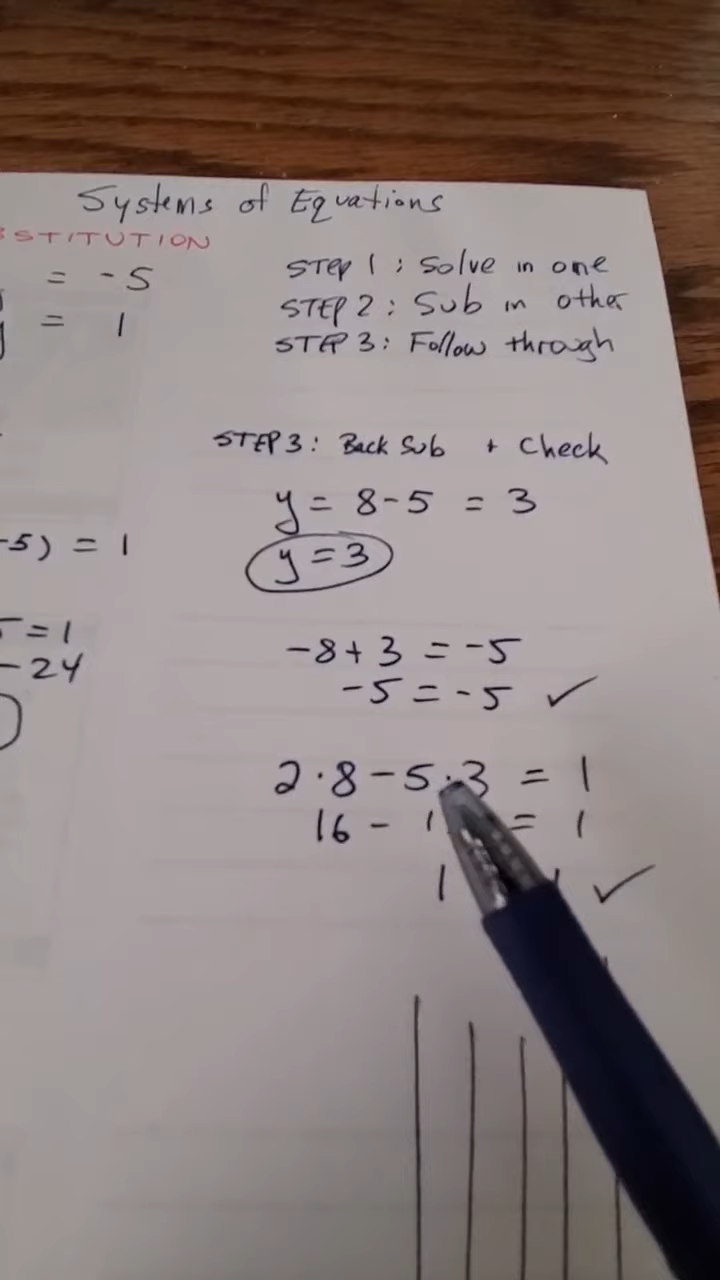 Systems of Equations
STITUTION
= -5
= 1
STEP 1: Solve in one
STEP 2: Sub in other
STEP 3: Follow through
STEP 3: Back Sub + Check
y = 8-5 = 3
y = 3
-5) = 1
=1
-24
-8+3 = -5
-5 = -5 ✓
2·8-5·3 = 1
16 - 1 = 1
1 ✓